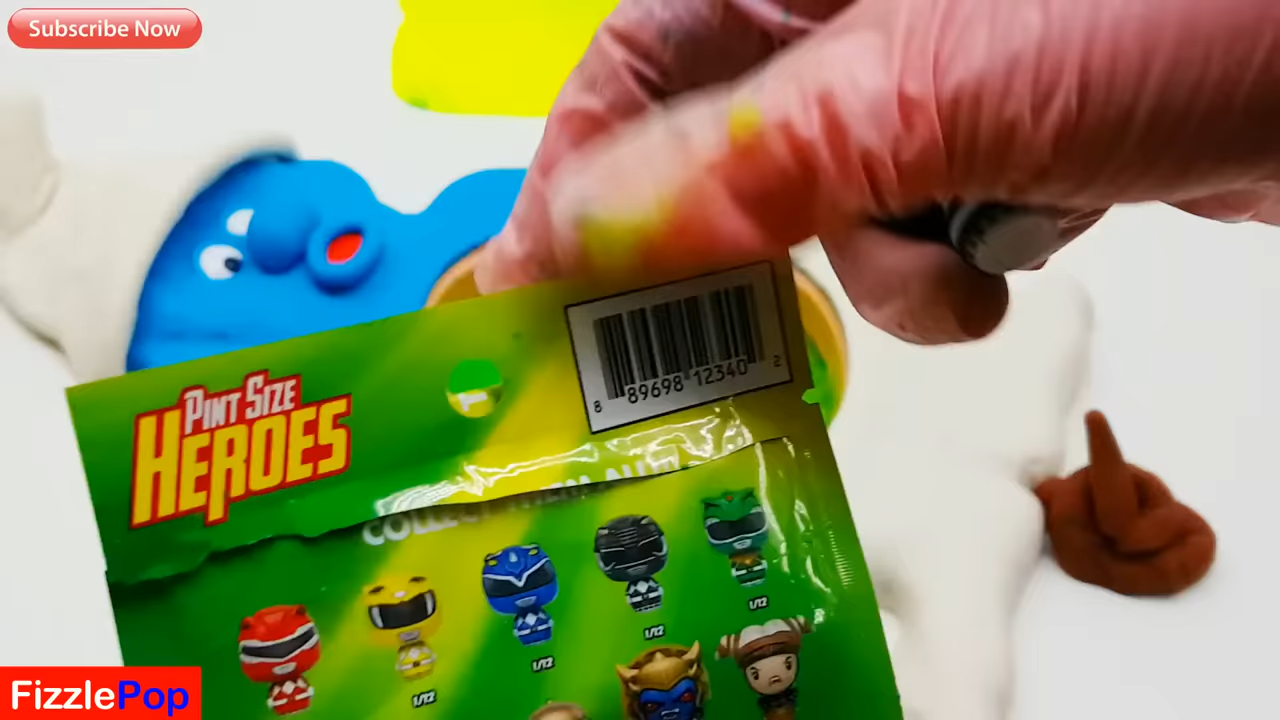 Subscribe Now
PINT SIZE
HEROES
8 89698 12340 2
1/12
1/12
1/12
1/12
FizzlePop